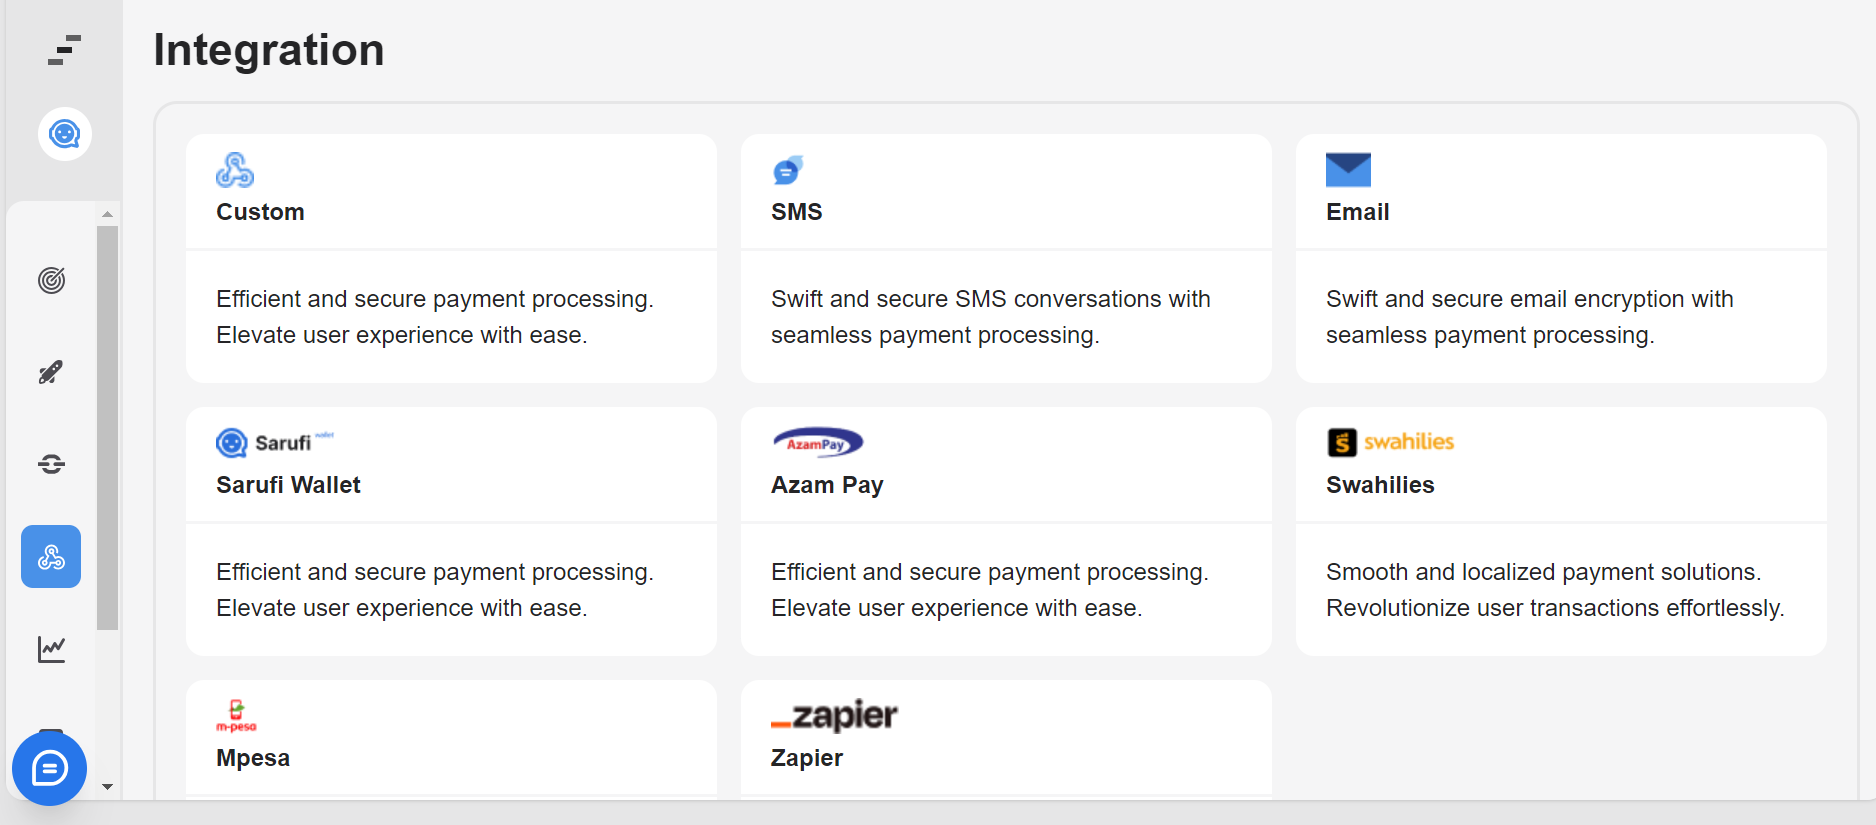 Integration
Custom
Efficient and secure payment processing.
Elevate user experience with ease.
SMS
Swift and secure SMS conversations with
seamless payment processing.
Email
Swift and secure email encryption with
seamless payment processing.
Sarufi wallet
Sarufi Wallet
Efficient and secure payment processing.
Elevate user experience with ease.
AzamPay
Azam Pay
Efficient and secure payment processing.
Elevate user experience with ease.
swahilies
Swahilies
Smooth and localized payment solutions.
Revolutionize user transactions effortlessly.
m-pesa
Mpesa
zapier
Zapier